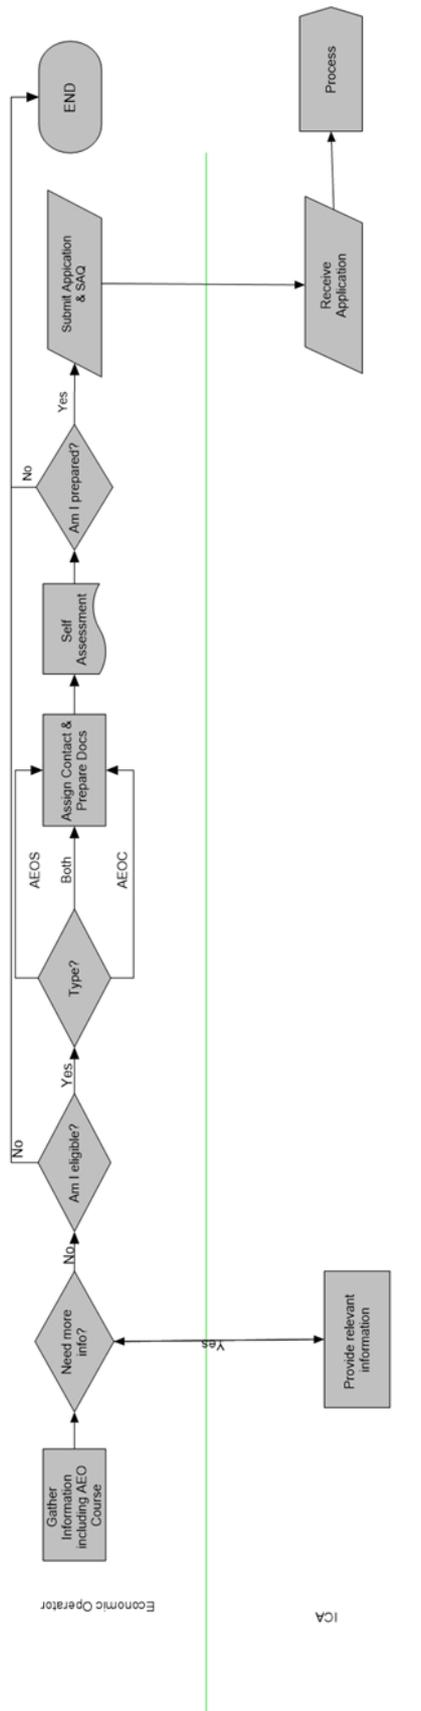 Economic Operator
Gather
Information
including AEO
Course
Need more
info?
No
Yes
Am I eligible?
No
Yes
Type?
AEOS
Both
AEOC
Assign Contact &
Prepare Docs
Self
Assessment
Am I prepared?
No
Yes
Submit Appication
& SAQ
END
ICA
Provide relevant
information
Receive
Application
Process